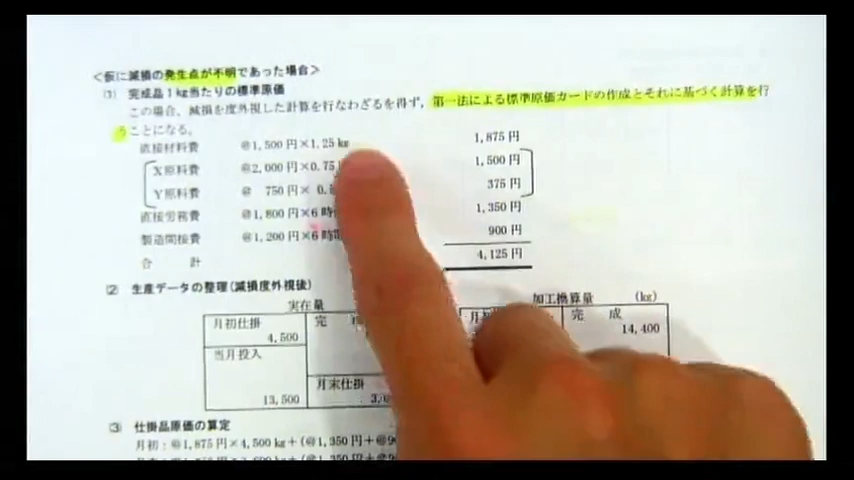 <仮に減損の発生点が不明であった場合>
(1) 完成品1kg当たりの標準原価
この場合、減損を度外視した計算を行なわざるを得ず，第一法による標準原価カードの作成とそれに基づく計算を行
うことになる。
直接材料費 @1,500円×1.25kg 1,875円
X原料費 @2,000円×0.75 1,500円
Y原料費 @ 750円× 375円
直接労務費 @1,800円×6時 1,350円
製造間接費 @1,200円×6時間 900円
合 計 4,125円
(2) 生産データの整理(減損度外視後)
実在量 加工換算量 (kg)
月初仕掛 完 月 完 成
4,500 14,400
当月投入
月末仕掛
13,500
(3) 仕掛品原価の算定
月初：@1,875円×4,500kg+(@1,350円+@